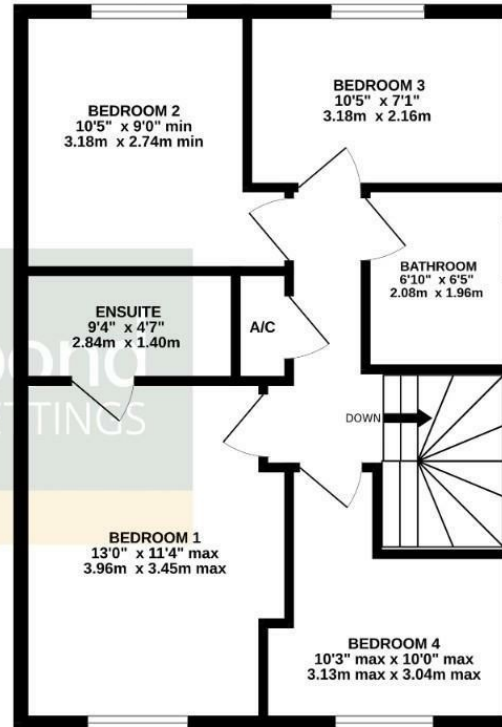 BEDROOM 2
10'5" x 9'0" min
3.18m x 2.74m min
BEDROOM 3
10'5" x 7'1"
3.18m x 2.16m
BATHROOM
6'10" x 6'5"
2.08m x 1.96m
ENSUITE
9'4" x 4'7"
2.84m x 1.40m
A/C
DOWN
BEDROOM 1
13'0" x 11'4" max
3.96m x 3.45m max
BEDROOM 4
10'3" max x 10'0" max
3.13m max x 3.04m max